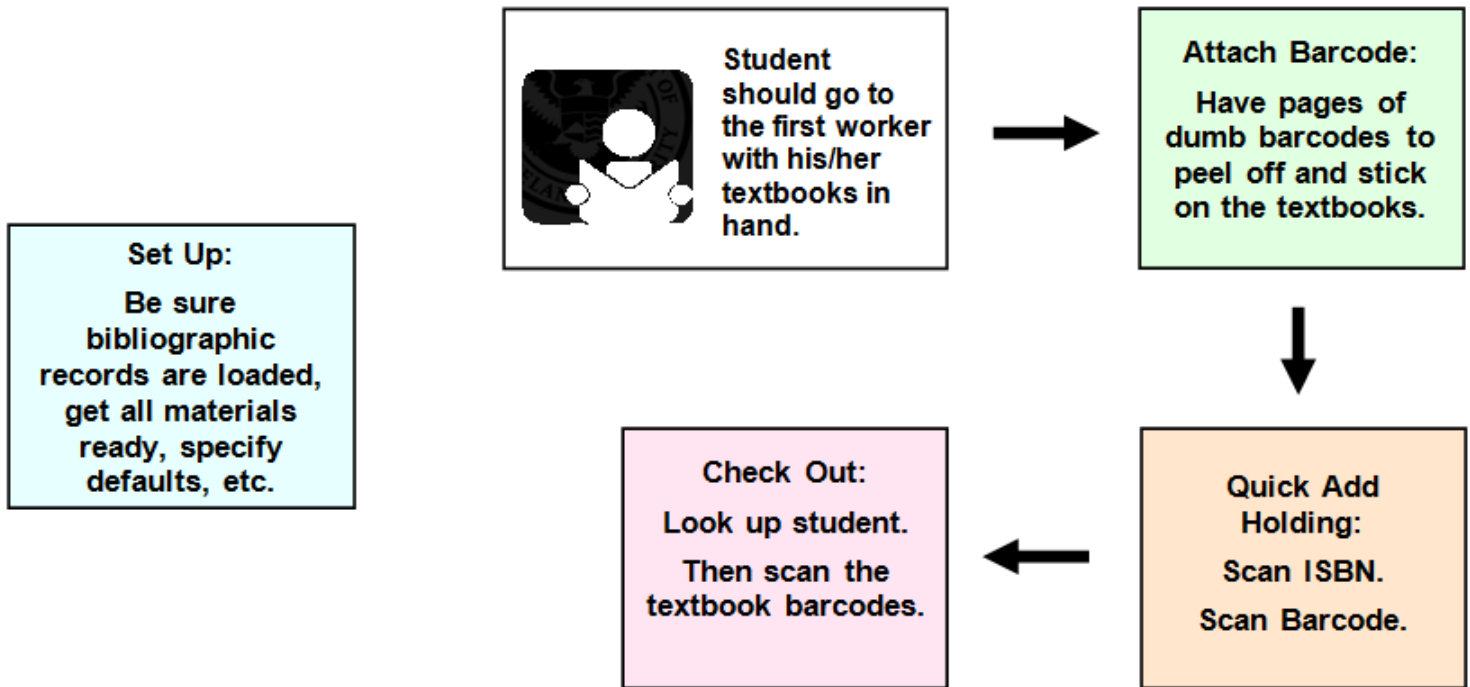 Set Up:
Be sure
bibliographic
records are loaded,
get all materials
ready, specify
defaults, etc.
Student
should go to
the first worker
with his/her
textbooks in
hand.
Attach Barcode:
Have pages of
dumb barcodes to
peel off and stick
on the textbooks.
Quick Add
Holding:
Scan ISBN.
Scan Barcode.
Check Out:
Look up student.
Then scan the
textbook barcodes.